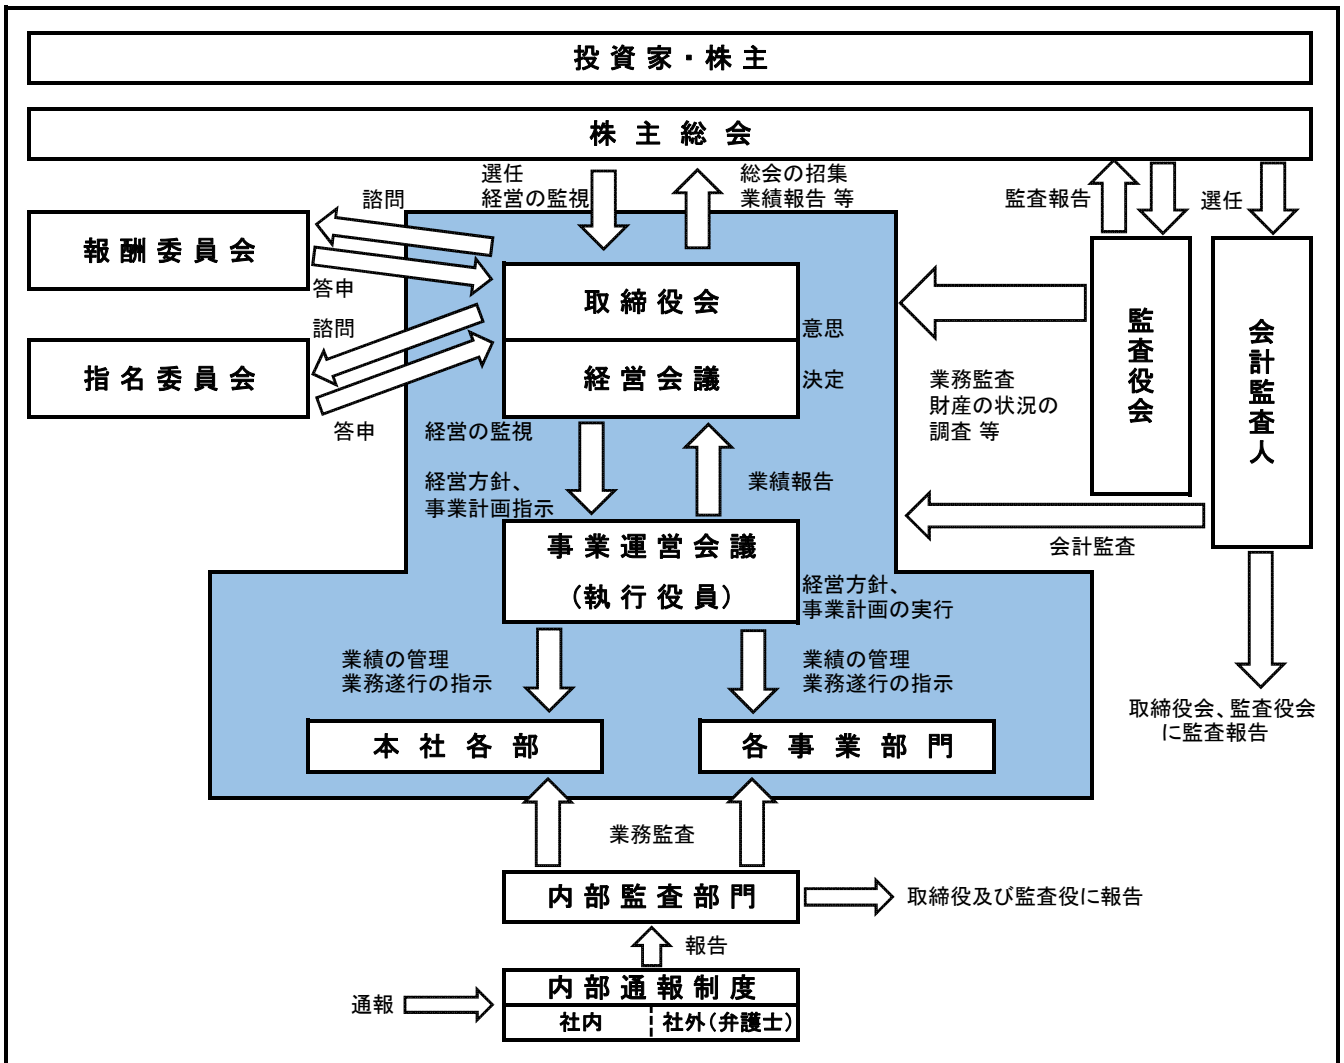 投資家・株主
株主総会
選任
経営の監視
総会の招集
業績報告 等
監査報告
選任
諮問
報酬委員会
答申
諮問
指名委員会
答申
取締役会
経営会議
意思
決定
監査役会
会計監査人
業務監査
財産の状況の
調査 等
経営の監視
経営方針、
事業計画指示
業績報告
会計監査
事業運営会議
(執行役員)
経営方針、
事業計画の実行
業績の管理
業務遂行の指示
業績の管理
業務遂行の指示
取締役会、監査役会
に監査報告
本社各部
各事業部門
業務監査
内部監査部門
取締役及び監査役に報告
報告
内部通報制度
通報
社内
社外(弁護士)